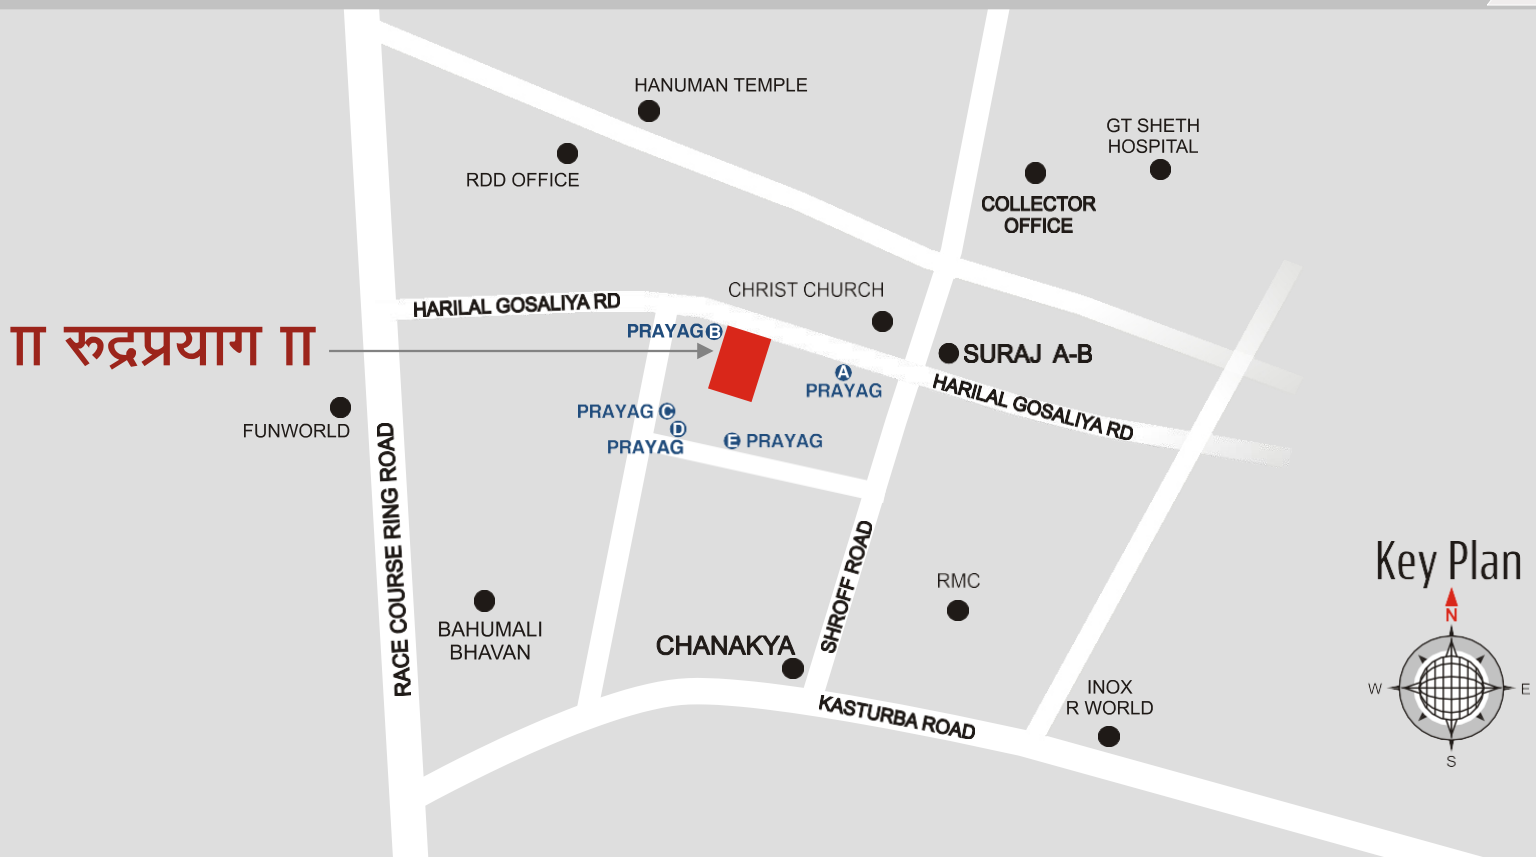 HANUMAN TEMPLE
GT SHETH
HOSPITAL
RDD OFFICE
COLLECTOR
OFFICE
CHRIST CHURCH
HARILAL GOSALIYA RD
PRAYAG B
॥ रुद्रप्रयाग ॥
SURAJ A-B
A
PRAYAG
HARILAL GOSALIYA RD
PRAYAG C
D
PRAYAG
E PRAYAG
FUNWORLD
RACE COURSE RING ROAD
SHROFF ROAD
Key Plan
N
W
E
S
RMC
BAHUMALI
BHAVAN
CHANAKYA
KASTURBA ROAD
INOX
R WORLD